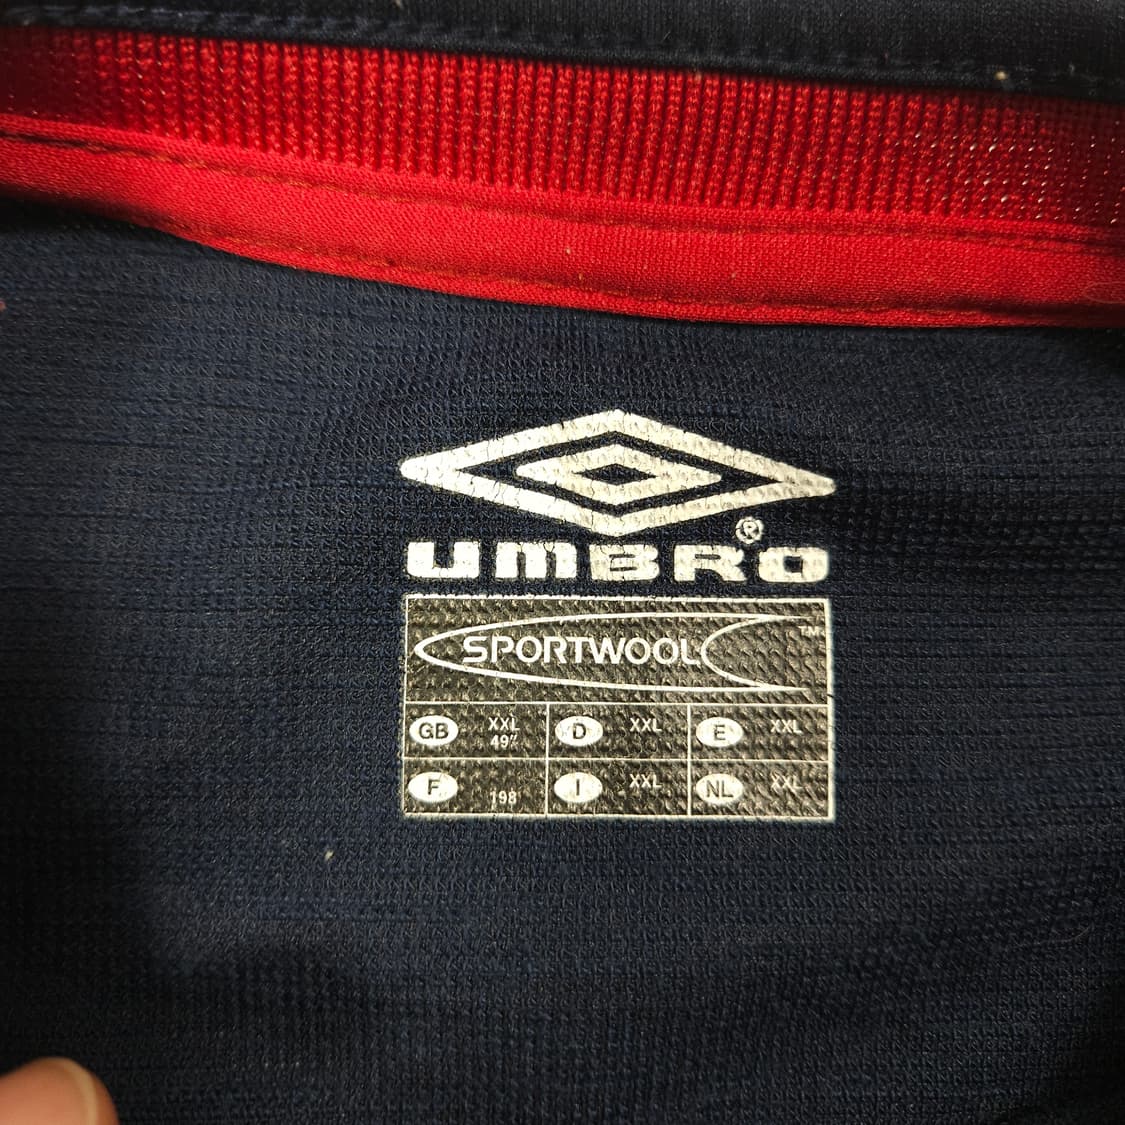 UMBRO®
SPORTWOOL™
GB XXL D XXL E XXL
49"
F 198 I XXL NL XXL